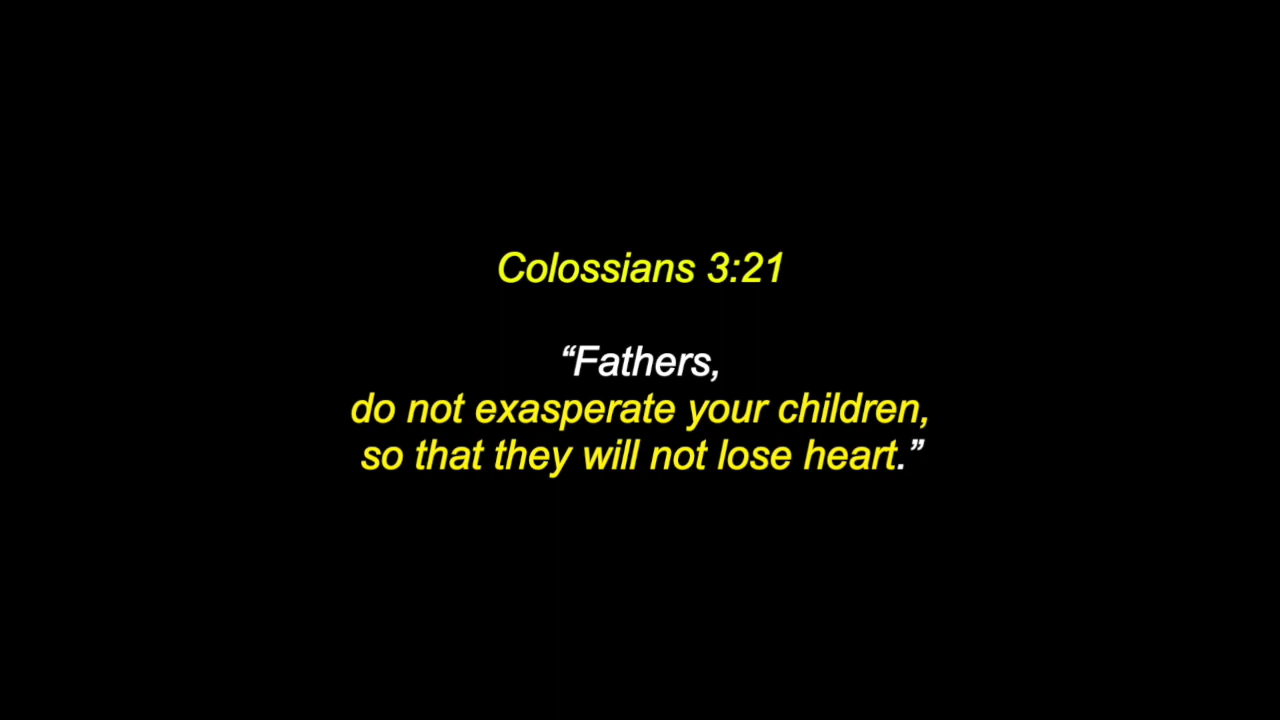 Colossians 3:21
“Fathers,
do not exasperate your children,
so that they will not lose heart.”